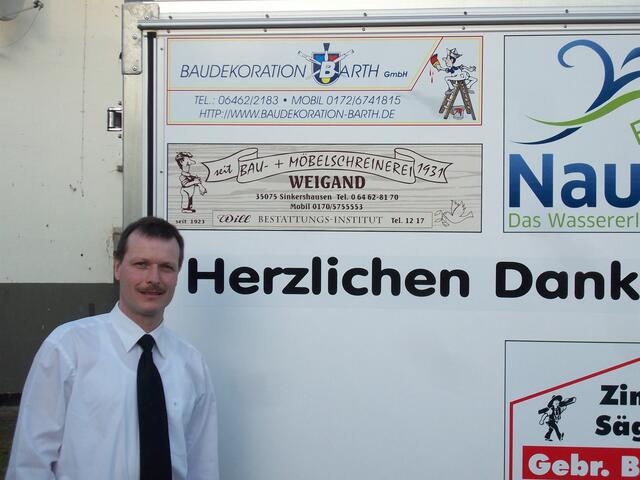 BAUDEKORATION BARTH GmbH
TEL.: 06462/2183 • MOBIL 0172/6741815
HTTP://WWW.BAUDEKORATION-BARTH.DE
seit BAU- + MÖBELSCHREINEREI 1931
WEIGAND
35075 Sinkershausen Tel. 0 64 62-81 70
Mobil 0170/5755553
seit 1923 Will BESTATTUNGS-INSTITUT Tel. 12 17
Nau
Das Wassererl
Herzlichen Dank
Zin
Säg
Gebr. B